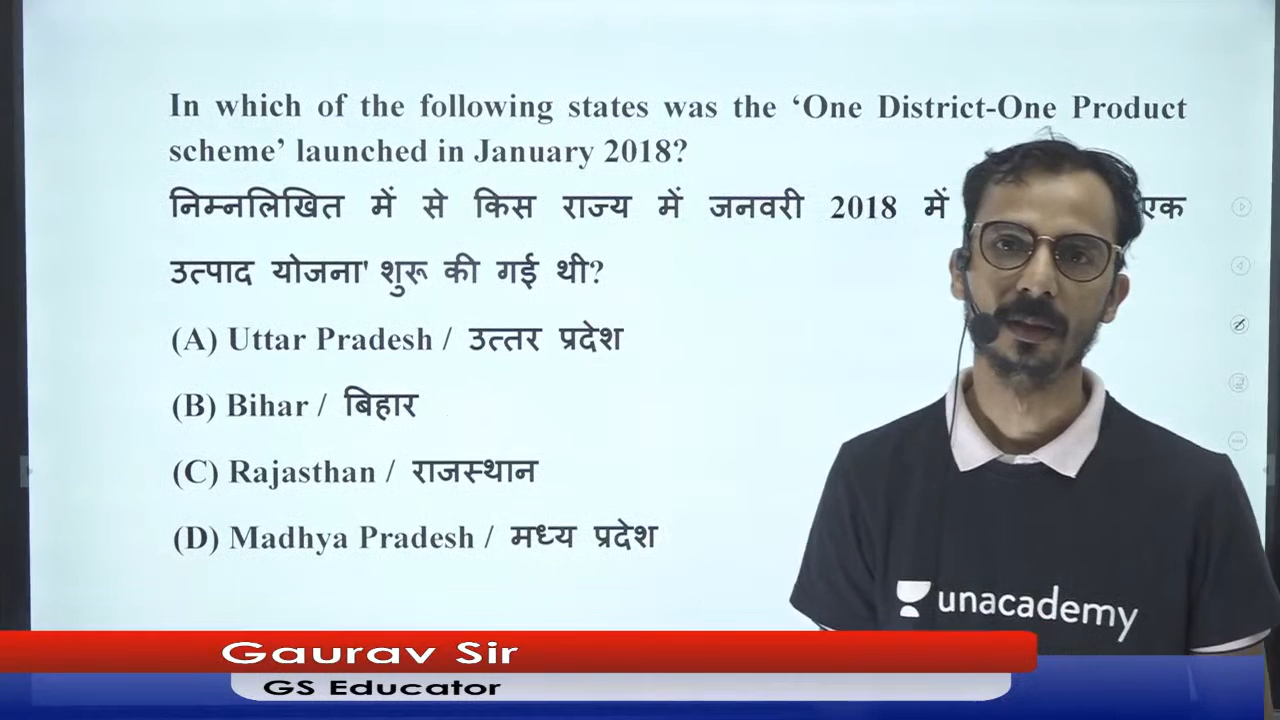 In which of the following states was the ‘One District-One Product
scheme’ launched in January 2018?
निम्नलिखित में से किस राज्य में जनवरी 2018 में एक
उत्पाद योजना' शुरू की गई थी?
(A) Uttar Pradesh / उत्तर प्रदेश
(B) Bihar / बिहार
(C) Rajasthan / राजस्थान
(D) Madhya Pradesh / मध्य प्रदेश
unacademy
Gaurav Sir
GS Educator